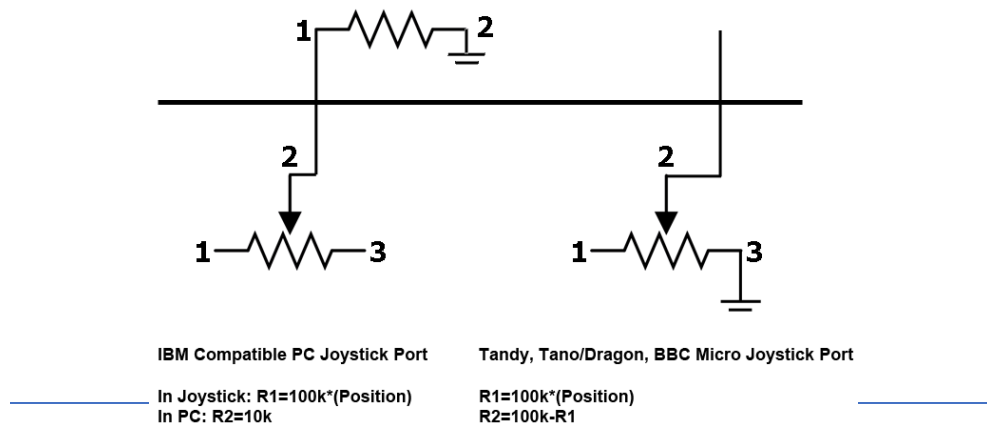 1 2
2 2
1 3 1 3
IBM Compatible PC Joystick Port
In Joystick: R1=100k*(Position)
In PC: R2=10k
Tandy, Tano/Dragon, BBC Micro Joystick Port
R1=100k*(Position)
R2=100k-R1